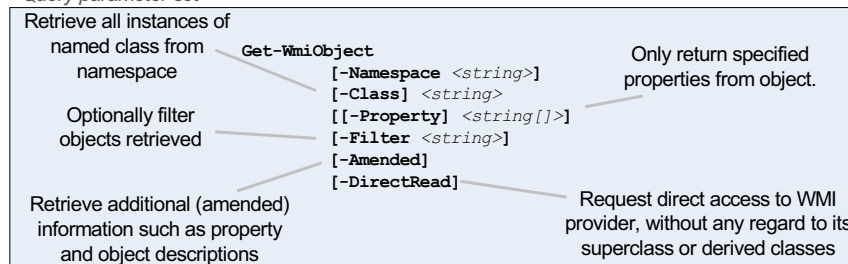 Query parameter set
Retrieve all instances of
named class from
namespace
Get-WmiObject
[-Namespace <string>]
[-Class] <string>
[[-Property] <string[]>]
[-Filter <string>]
[-Amended]
[-DirectRead]
Only return specified
properties from object.
Optionally filter
objects retrieved
Retrieve additional (amended)
information such as property
and object descriptions
Request direct access to WMI
provider, without any regard to its
superclass or derived classes